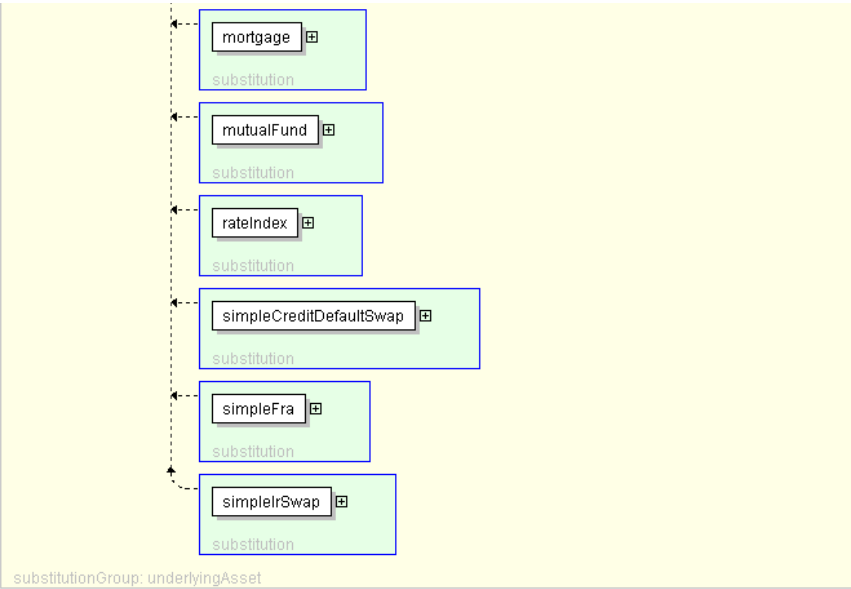 mortgage
substitution
mutualFund
substitution
rateIndex
substitution
simpleCreditDefaultSwap
substitution
simpleFra
substitution
simpleIrSwap
substitution
substitutionGroup: underlyingAsset